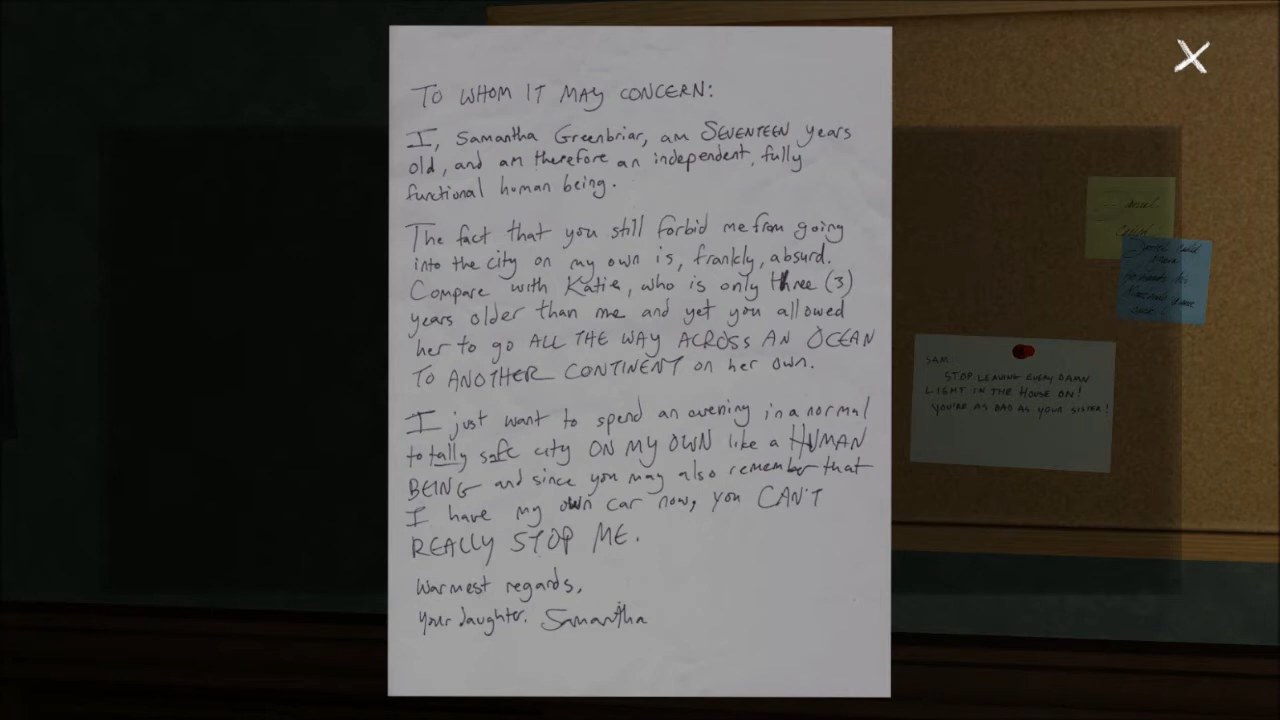 TO WHOM IT MAY CONCERN:
I, Samantha Greenbriar, am SEVENTEEN years
old, and am therefore an independent, fully
functional human being.
The fact that you still forbid me from going
into the city on my own is, frankly, absurd.
Compare with Katie, who is only three (3)
years older than me and yet you allowed
her to go ALL THE WAY ACROSS AN OCEAN
TO ANOTHER CONTINENT on her own.
I just want to spend an evening in a normal
totally safe city ON MY OWN like a HUMAN
BEING and since you may also remember that
I have my own car now, you CAN'T
REALLY STOP ME.
Warmest regards,
Your daughter. Samantha
SAM
STOP LEAVING EVERY DAMN
LIGHT IN THE HOUSE ON!
YOU'RE AS BAD AS YOUR SISTER!